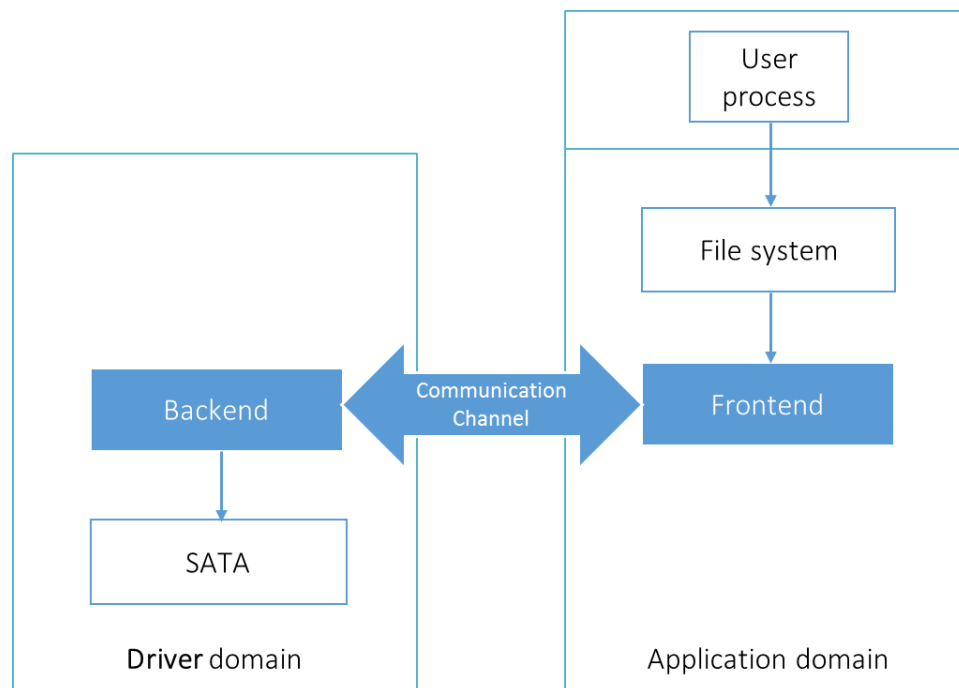 User
process
File system
Communication
Channel
Backend
Frontend
SATA
Driver domain
Application domain